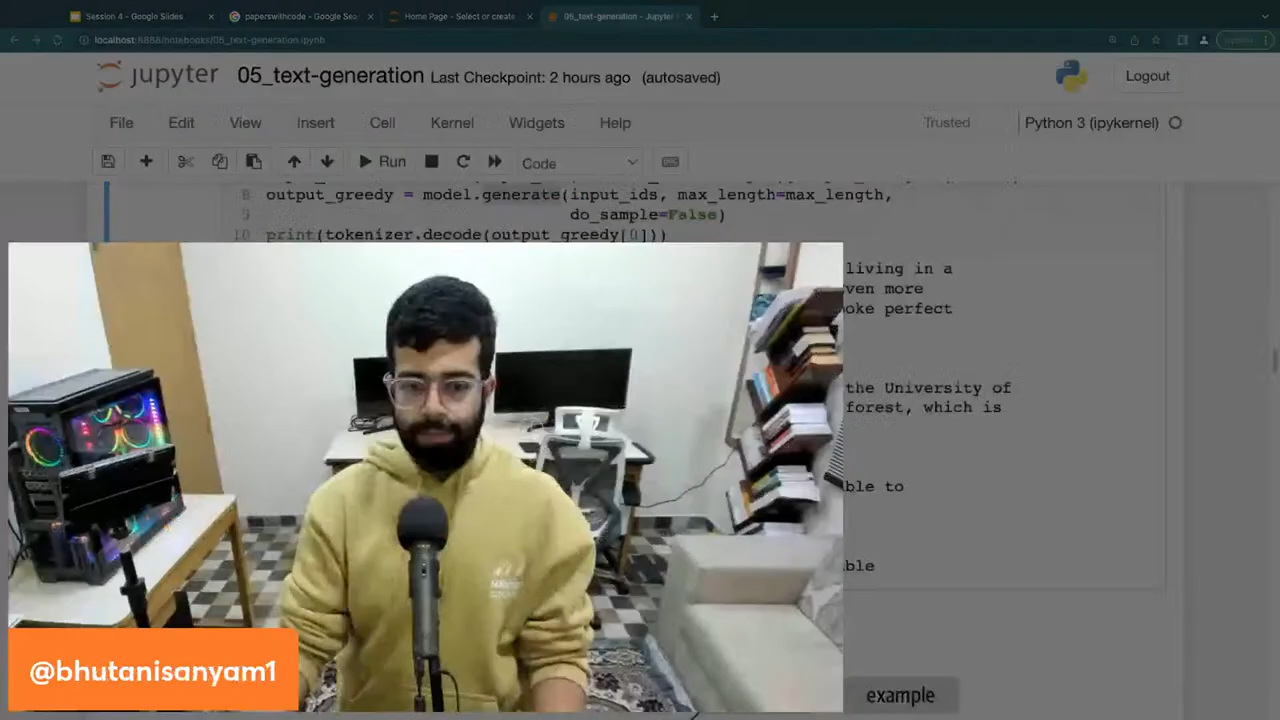 Session 4 - Google Slides
paperswithcode - Google Sea
Home Page - Select or create
05_text-generation - Jupyter
localhost:8888/notebooks/05_text-generation.ipynb
jupyter 05_text-generation Last Checkpoint: 2 hours ago (autosaved)
Logout
File Edit View Insert Cell Kernel Widgets Help
Trusted
Python 3 (ipykernel)
Run
Code
8 output_greedy = model.generate(input_ids, max_length=max_length,
9 do_sample=False)
10 print(tokenizer.decode(output_greedy[0]))
living in a
ven more
oke perfect
the University of
forest, which is
ble to
ble
example
@bhutanisanyam1